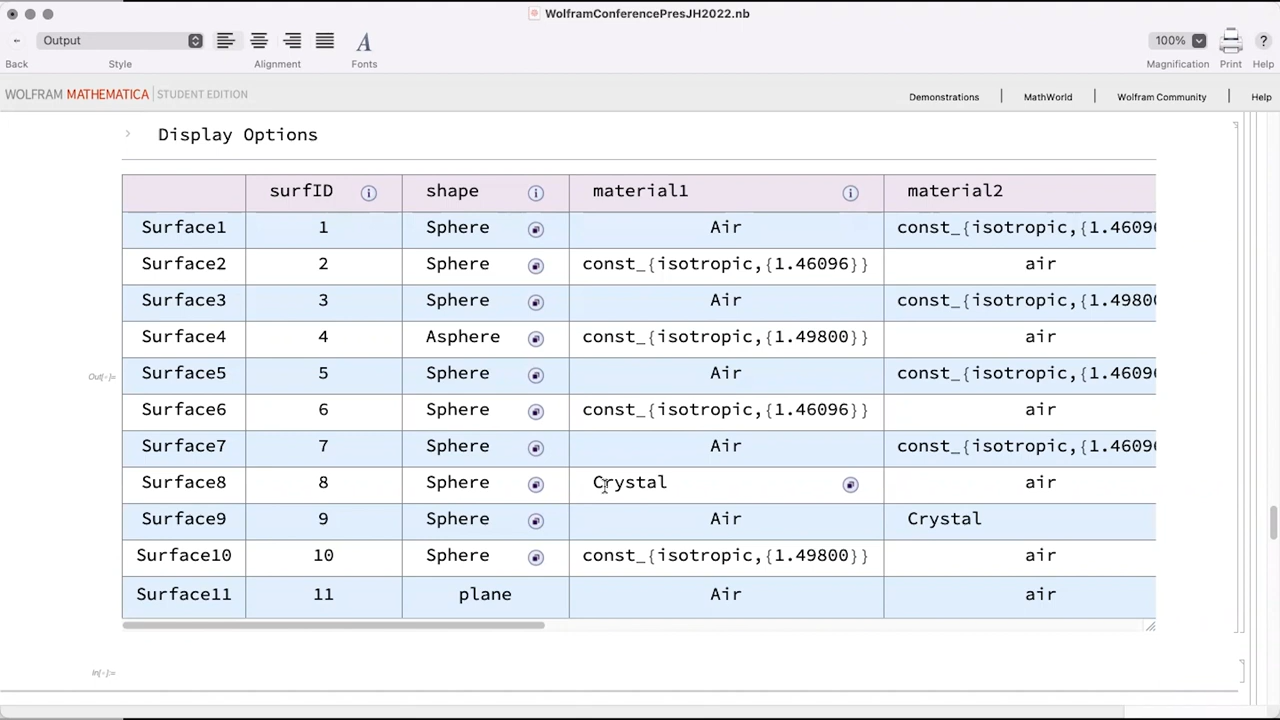 WolframConferencePresJH2022.nb
Output
100%
Back
Style
Alignment
Fonts
Magnification
Print
Help
WOLFRAM MATHEMATICA | STUDENT EDITION
Demonstrations | MathWorld | Wolfram Community | Help
Display Options
surfID shape material1 material2
Surface1 1 Sphere Air const_{isotropic,{1.46096
Surface2 2 Sphere const_{isotropic,{1.46096}} air
Surface3 3 Sphere Air const_{isotropic,{1.49800
Surface4 4 Asphere const_{isotropic,{1.49800}} air
Out[•]=
Surface5 5 Sphere Air const_{isotropic,{1.46096
Surface6 6 Sphere const_{isotropic,{1.46096}} air
Surface7 7 Sphere Air const_{isotropic,{1.46096
Surface8 8 Sphere Crystal air
Surface9 9 Sphere Air Crystal
Surface10 10 Sphere const_{isotropic,{1.49800}} air
Surface11 11 plane Air air
In[•]:=